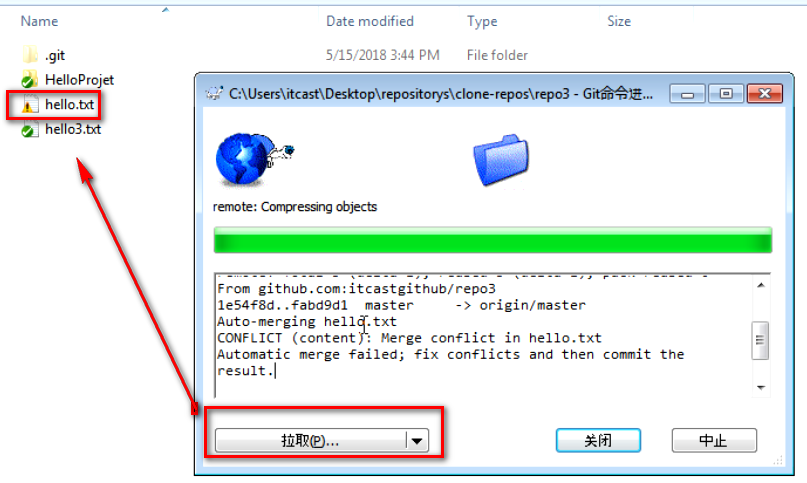 Name Date modified Type Size
.git 5/15/2018 3:44 PM File folder
HelloProjet
hello.txt
hello3.txt
C:\Users\itcast\Desktop\repositorys\clone-repos\repo3 - Git命令进...
remote: Compressing objects
From github.com:itcastgithub/repo3
1e54f8d..fabd9d1 master -> origin/master
Auto-merging hello.txt
CONFLICT (content): Merge conflict in hello.txt
Automatic merge failed; fix conflicts and then commit the
result.
拉取(P)... 关闭 中止